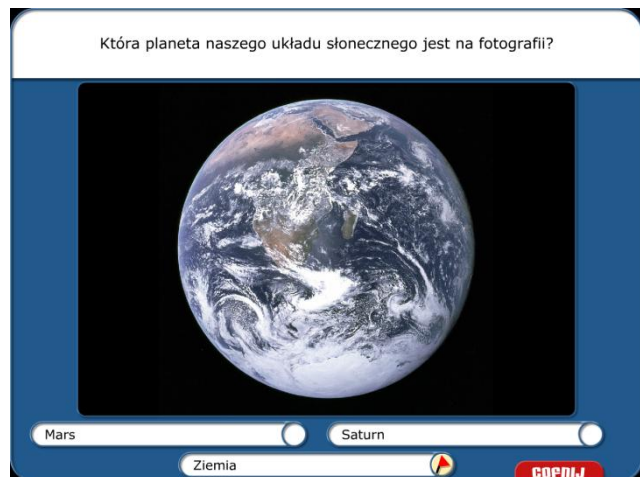 Która planeta naszego układu słonecznego jest na fotografii?
Mars
Saturn
Ziemia